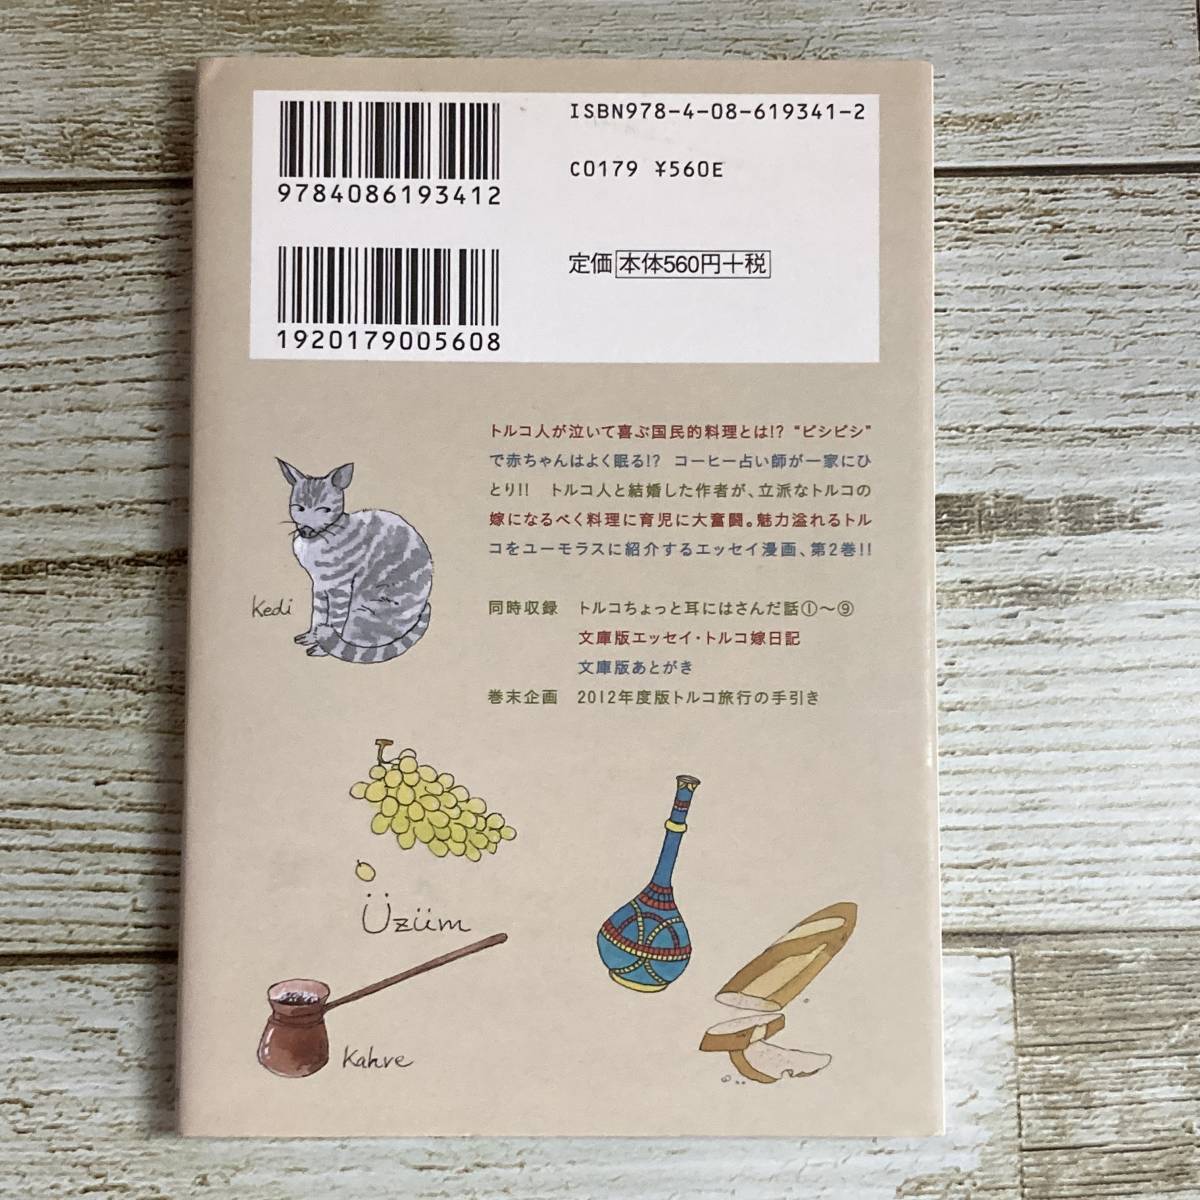 9784086193412
ISBN978-4-08-619341-2
C0179 ¥560E
1920179005608
定価 本体560円+税
トルコ人が泣いて喜ぶ国民的料理とは!? “ピシピシ”
で赤ちゃんはよく眠る!? コーヒー占い師が一家にひ
とり!! トルコ人と結婚した作者が、立派なトルコの
嫁になるべく料理に育児に大奮闘。魅力溢れるトル
コをユーモラスに紹介するエッセイ漫画、第2巻!!
同時収録 トルコちょっと耳にはさんだ話①〜⑨
文庫版エッセイ・トルコ嫁日記
文庫版あとがき
巻末企画 2012年度版トルコ旅行の手引き
Kedi
Üzüm
Kahve